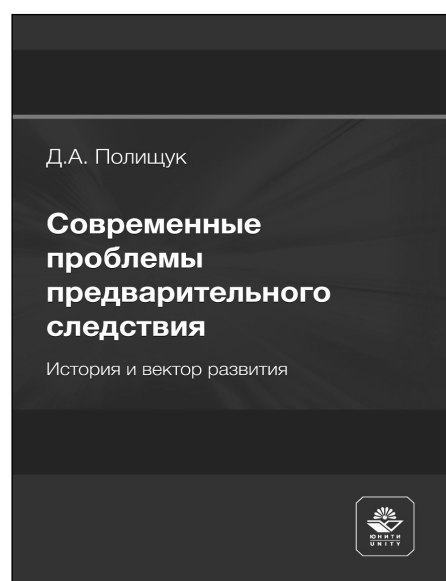 Д.А. Полищук
Современные
проблемы
предварительного
следствия
История и вектор развития
ЮНИТИ
UNITY